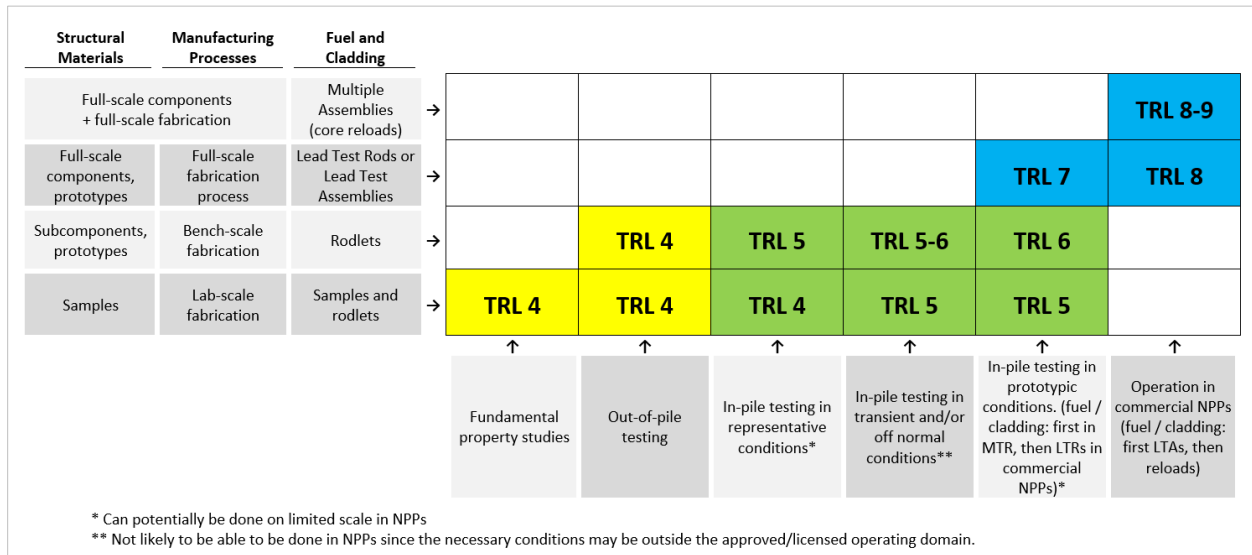 Structural
Materials
Manufacturing
Processes
Fuel and
Cladding
Full-scale components
+ full-scale fabrication
Multiple
Assemblies
(core reloads)
→
TRL 8-9
Full-scale
components,
prototypes
Full-scale
fabrication
process
Lead Test Rods or
Lead Test
Assemblies
→
TRL 7
TRL 8
Subcomponents,
prototypes
Bench-scale
fabrication
Rodlets
→
TRL 4
TRL 5
TRL 5-6
TRL 6
Samples
Lab-scale
fabrication
Samples and
rodlets
→
TRL 4
TRL 4
TRL 4
TRL 5
TRL 5
↑
↑
↑
↑
↑
↑
Fundamental
property studies
Out-of-pile
testing
In-pile testing in
representative
conditions*
In-pile testing in
transient and/or
off normal
conditions**
In-pile testing in
prototypic
conditions. (fuel /
cladding: first in
MTR, then LTRs in
commercial
NPPs)*
Operation in
commercial NPPs
(fuel / cladding:
first LTAs, then
reloads)
* Can potentially be done on limited scale in NPPs
** Not likely to be able to be done in NPPs since the necessary conditions may be outside the approved/licensed operating domain.